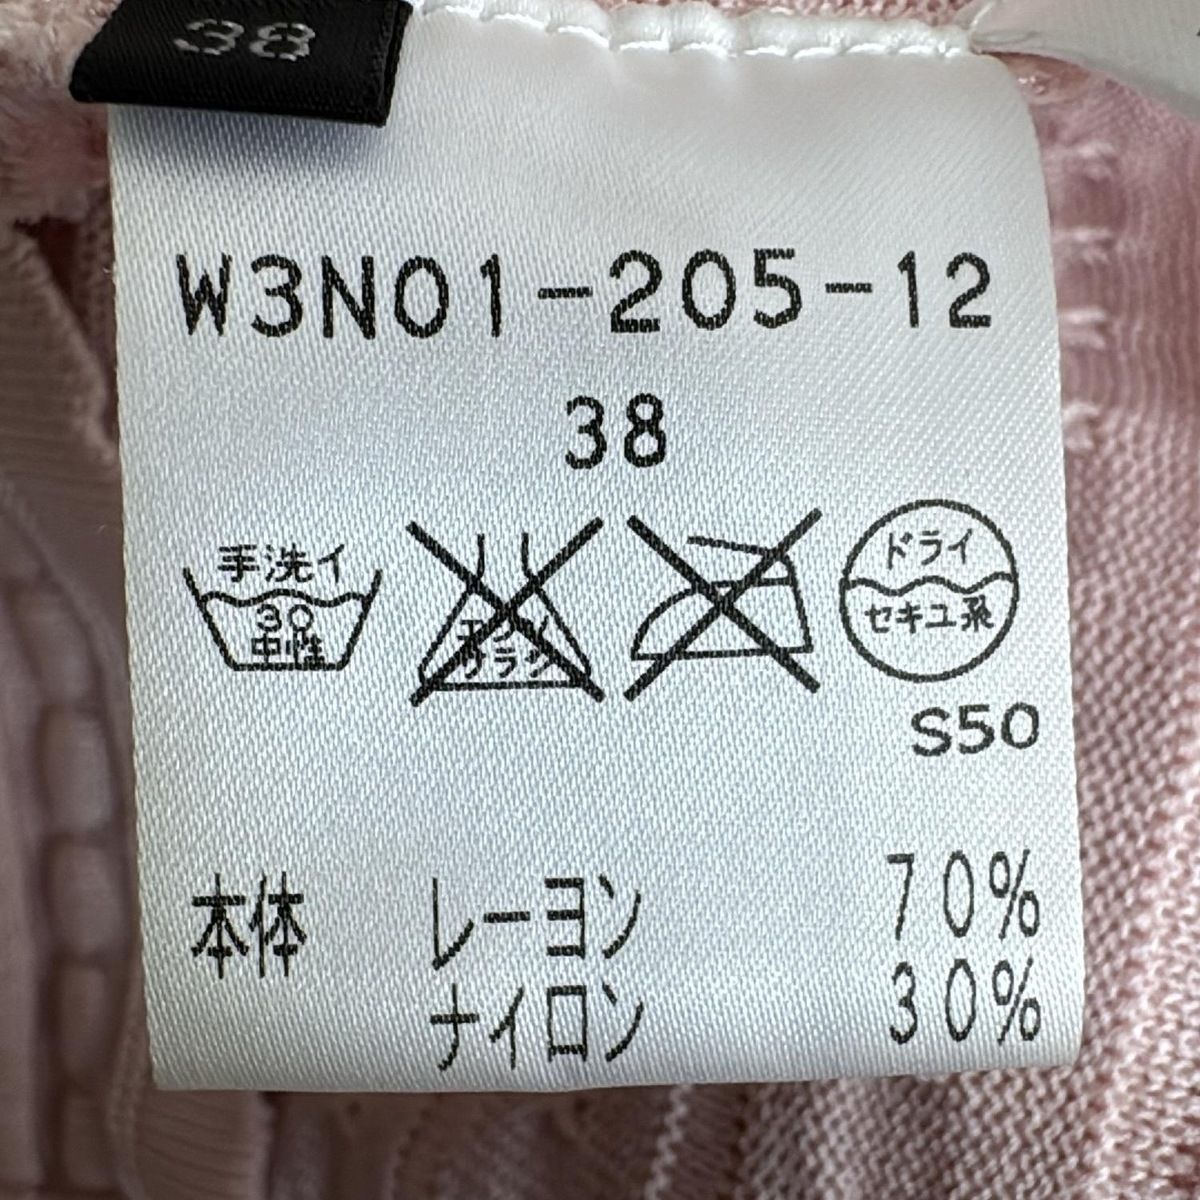 38
W3N01-205-12
38
手洗イ
30
中性
エンソ
サラシ
ドライ
セキユ系
S50
本体 レーヨン 70%
ナイロン 30%